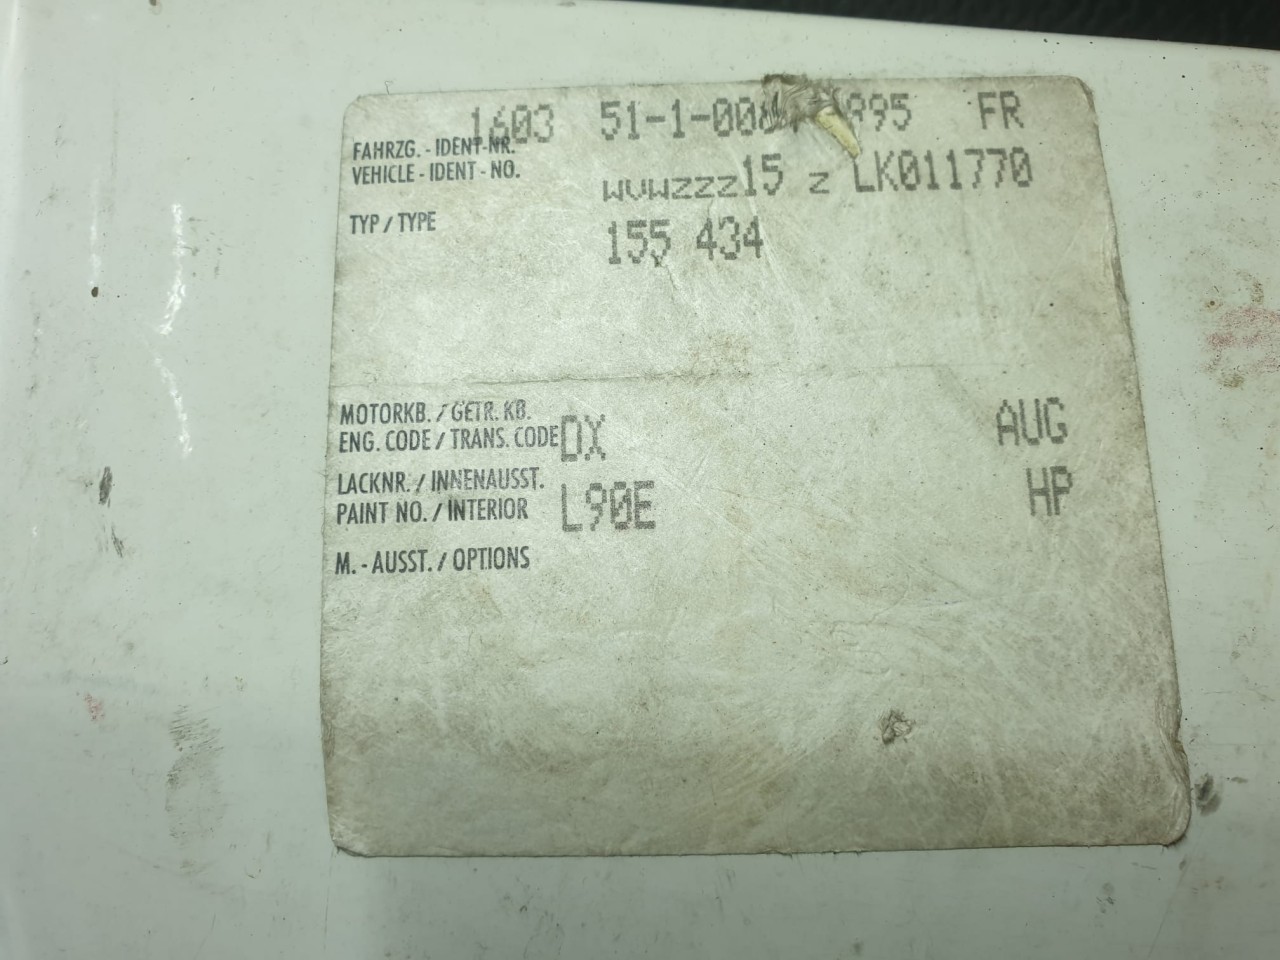 1603 51-1-00 995 FR
FAHRZG. - IDENT-NR.
VEHICLE - IDENT - NO.
WVWZZZ15 Z LK011770
TYP / TYPE
155 434
MOTORKB. / GETR. KB.
ENG. CODE / TRANS. CODE DX AUG
LACKNR. / INNENAUSST.
PAINT NO. / INTERIOR L90E HP
M. - AUSST. / OPTIONS